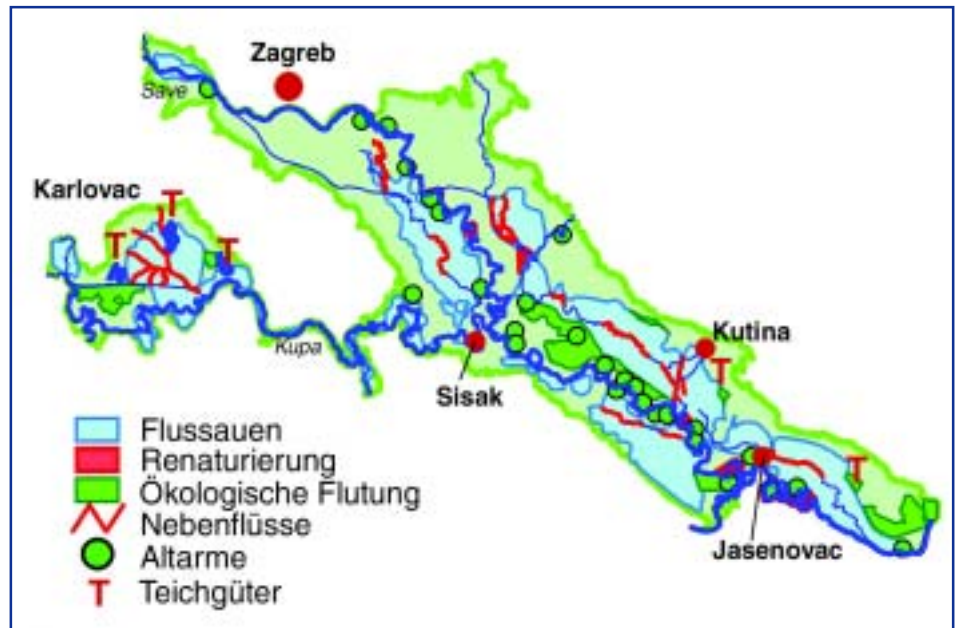 Zagreb
Save
Karlovac
T
T
T
Kupa
Sisak
Kutina
T
T
Jasenovac
Flussauen
Renaturierung
Ökologische Flutung
Nebenflüsse
Altarme
T Teichgüter